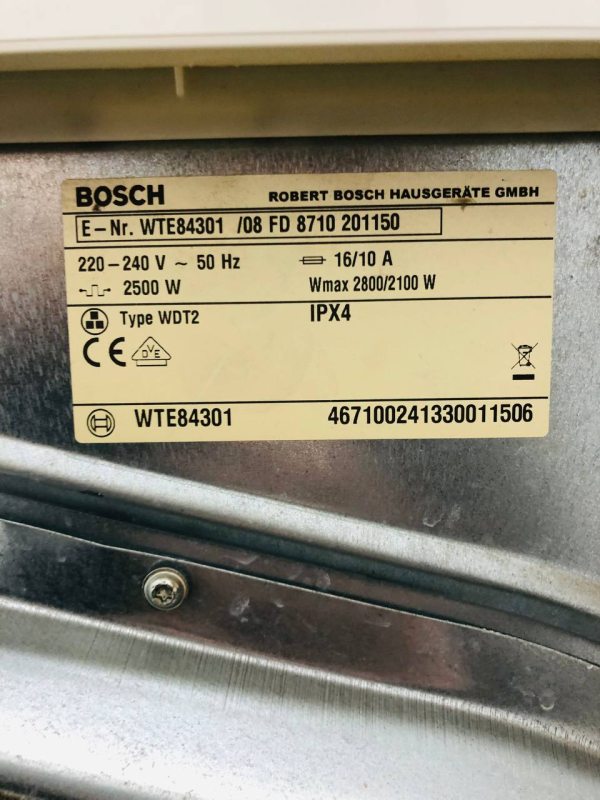 BOSCH ROBERT BOSCH HAUSGERÄTE GMBH
E-Nr. WTE84301 /08 FD 8710 201150
220-240 V ~ 50 Hz 16/10 A
2500 W Wmax 2800/2100 W
Type WDT2 IPX4
CE DVE
WTE84301 467100241330011506